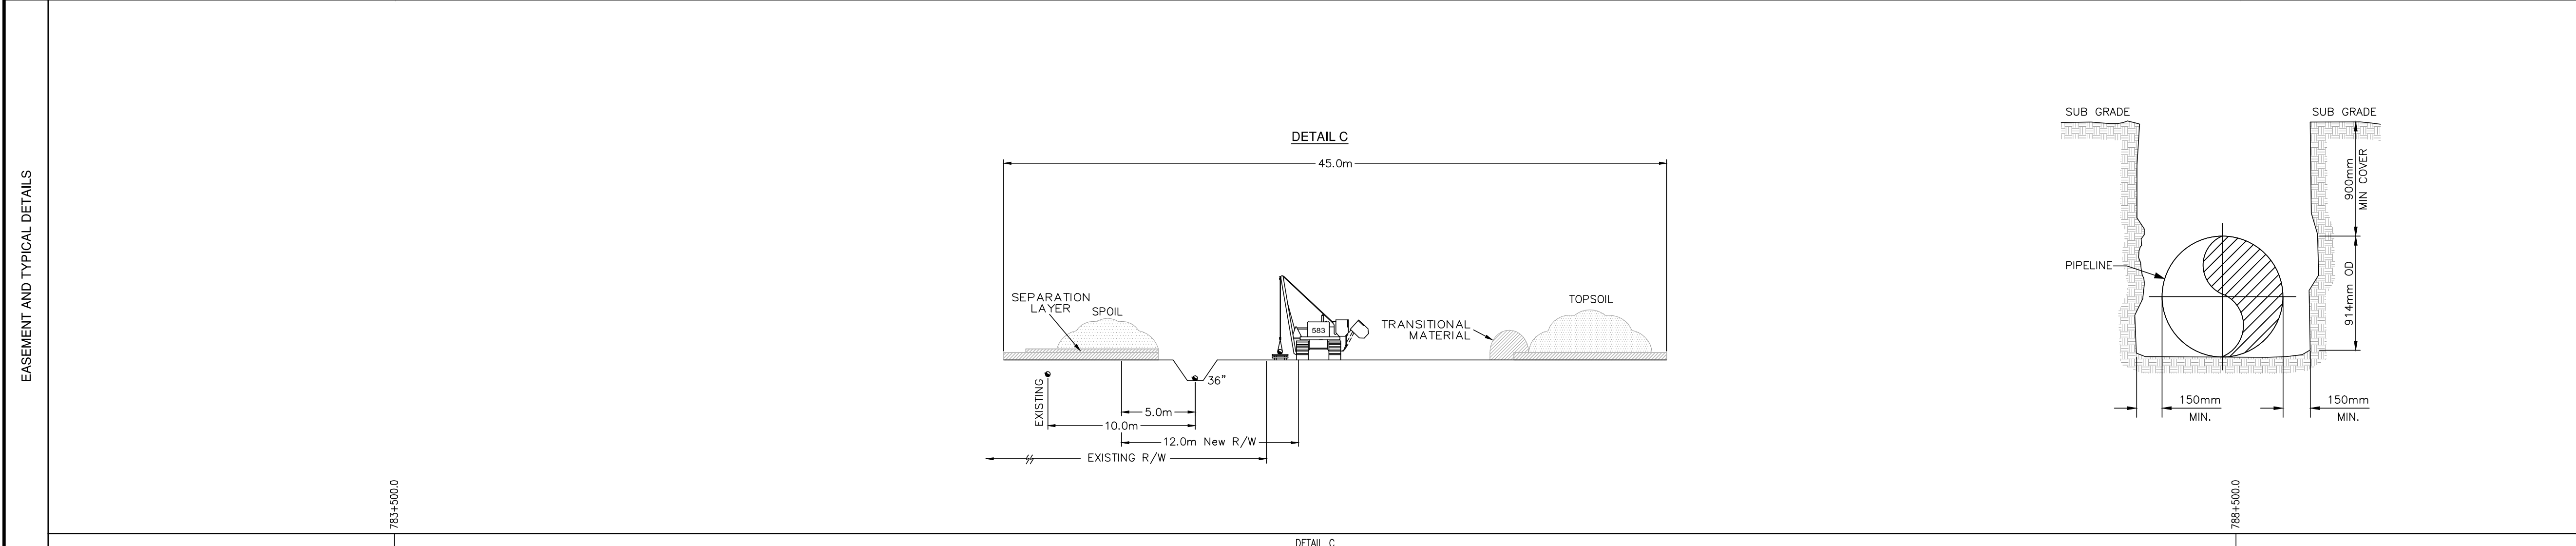 EASEMENT AND TYPICAL DETAILS
DETAIL C
45.0m
SEPARATION
LAYER
SPOIL
583
TRANSITIONAL
MATERIAL
TOPSOIL
36”
EXISTING
5.0m
10.0m
12.0m New R/W
EXISTING R/W
SUB GRADE
SUB GRADE
900mm
MIN COVER
PIPELINE
914mm OD
150mm
MIN.
150mm
MIN.
783+500.0
788+500.0
DETAIL C